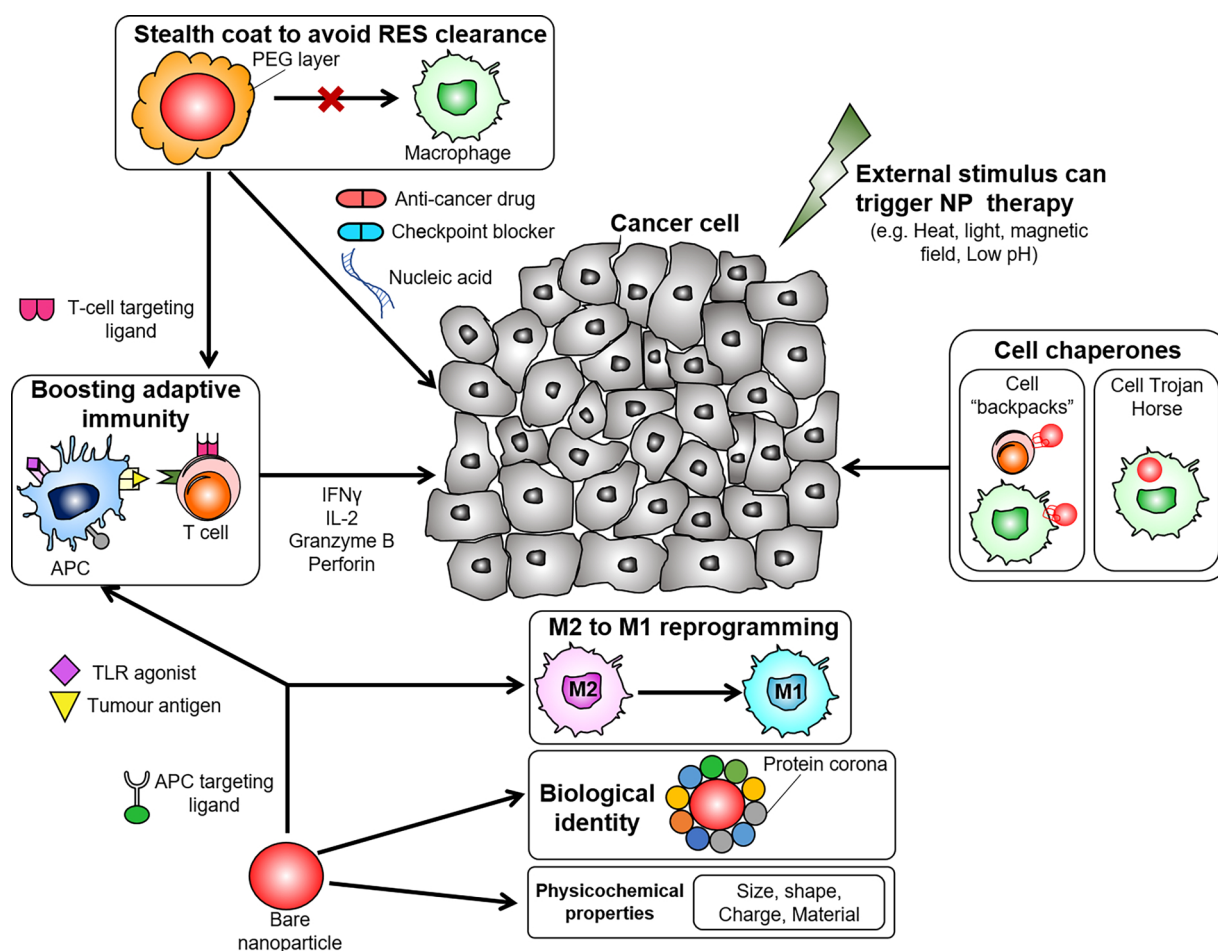 Stealth coat to avoid RES clearance
PEG layer
Macrophage
Anti-cancer drug
Checkpoint blocker
Nucleic acid
T-cell targeting
ligand
Cancer cell
External stimulus can
trigger NP therapy
(e.g. Heat, light, magnetic
field, Low pH)
Boosting adaptive
immunity
APC
T cell
IFNγ
IL-2
Granzyme B
Perforin
Cell chaperones
Cell
“backpacks”
Cell Trojan
Horse
TLR agonist
Tumour antigen
APC targeting
ligand
M2 to M1 reprogramming
M2
M1
Biological
identity
Protein corona
Physicochemical
properties
Size, shape,
Charge, Material
Bare
nanoparticle